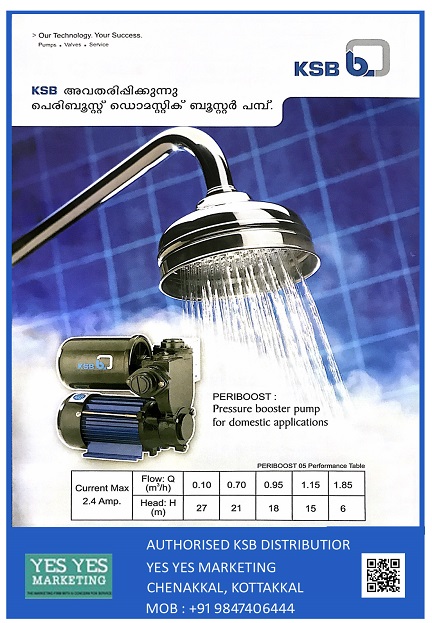 > Our Technology. Your Success.
Pumps • Valves • Service
KSB
KSB അവതരിപ്പിക്കുന്നു
പെരിബൂസ്റ്റ് ഡൊമസ്റ്റിക് ബൂസ്റ്റർ പമ്പ്.
KSB
PERIBOOST :
Pressure booster pump
for domestic applications
PERIBOOST 05 Performance Table
Current Max 2.4 Amp. Flow: Q (m³/h) 0.10 0.70 0.95 1.15 1.85
Head: H (m) 27 21 18 15 6
AUTHORISED KSB DISTRIBUTIOR
YES YES MARKETING
CHENAKKAL, KOTTAKKAL
MOB : +91 9847406444
YES YES
MARKETING